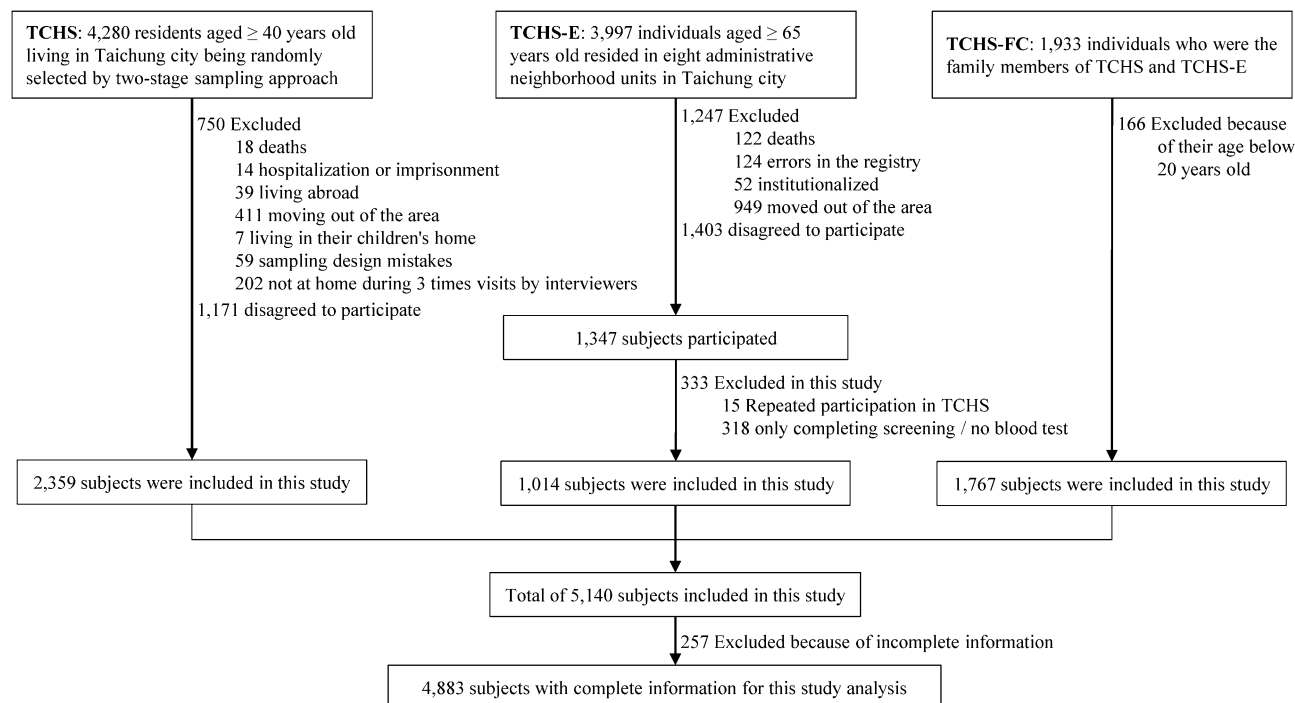 TCHS: 4,280 residents aged ≥ 40 years old
living in Taichung city being randomly
selected by two-stage sampling approach
TCHS-E: 3,997 individuals aged ≥ 65
years old resided in eight administrative
neighborhood units in Taichung city
TCHS-FC: 1,933 individuals who were the
family members of TCHS and TCHS-E
750 Excluded
18 deaths
14 hospitalization or imprisonment
39 living abroad
411 moving out of the area
7 living in their children's home
59 sampling design mistakes
202 not at home during 3 times visits by interviewers
1,171 disagreed to participate
1,247 Excluded
122 deaths
124 errors in the registry
52 institutionalized
949 moved out of the area
1,403 disagreed to participate
166 Excluded because
of their age below
20 years old
1,347 subjects participated
333 Excluded in this study
15 Repeated participation in TCHS
318 only completing screening / no blood test
2,359 subjects were included in this study
1,014 subjects were included in this study
1,767 subjects were included in this study
Total of 5,140 subjects included in this study
257 Excluded because of incomplete information
4,883 subjects with complete information for this study analysis